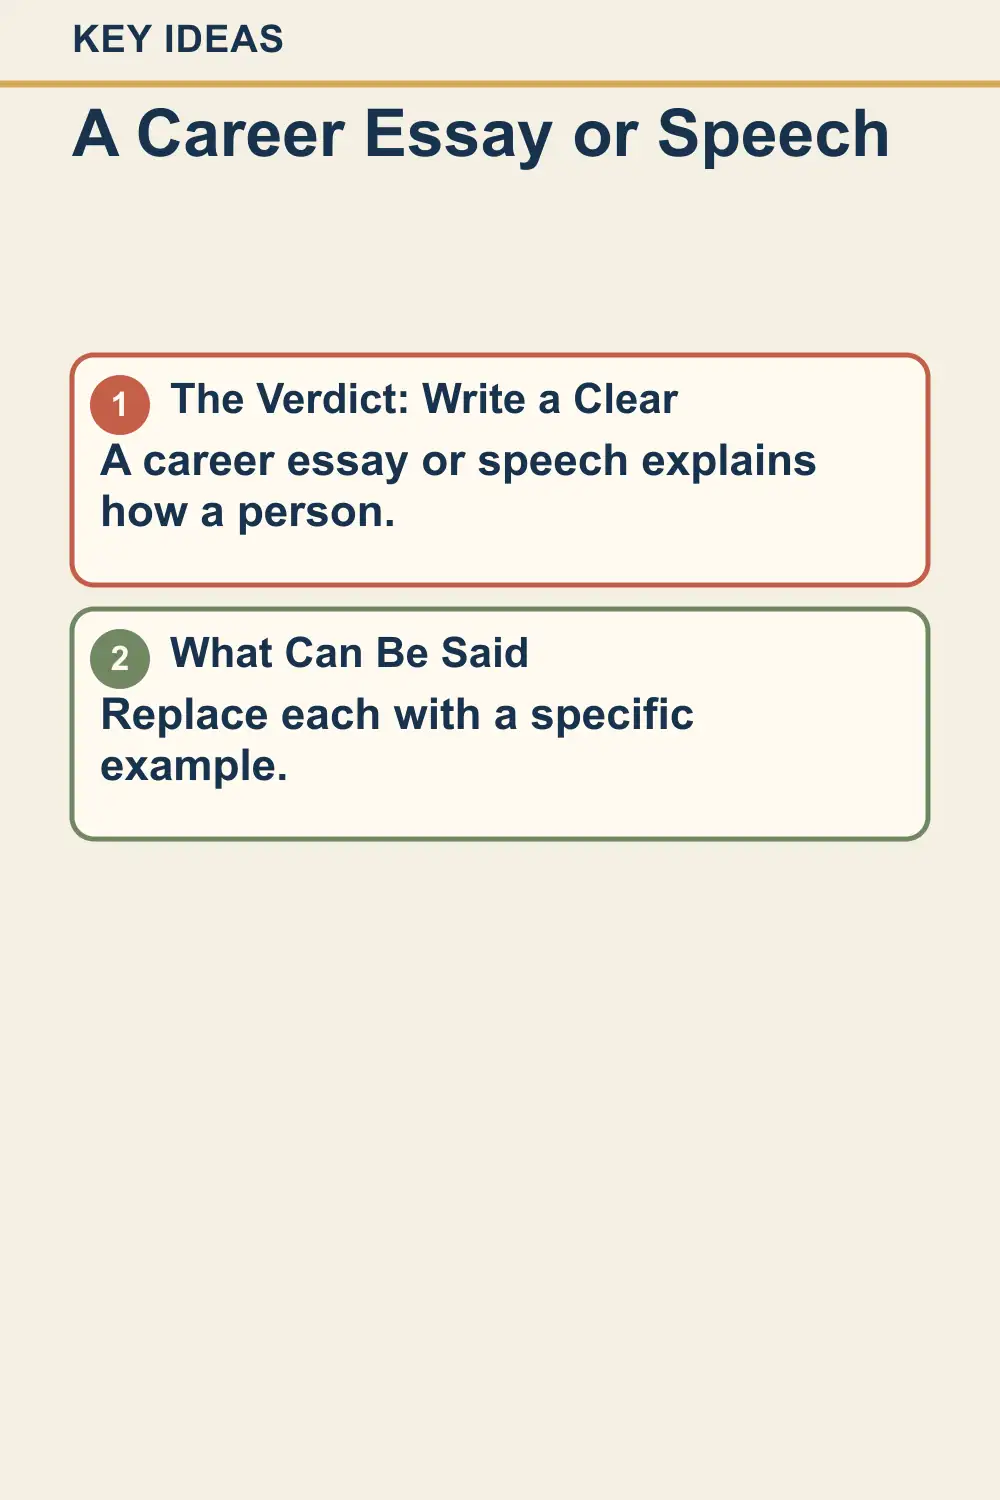 KEY IDEAS
A Career Essay or Speech
1 The Verdict: Write a Clear
A career essay or speech explains
how a person.
2 What Can Be Said
Replace each with a specific
example.